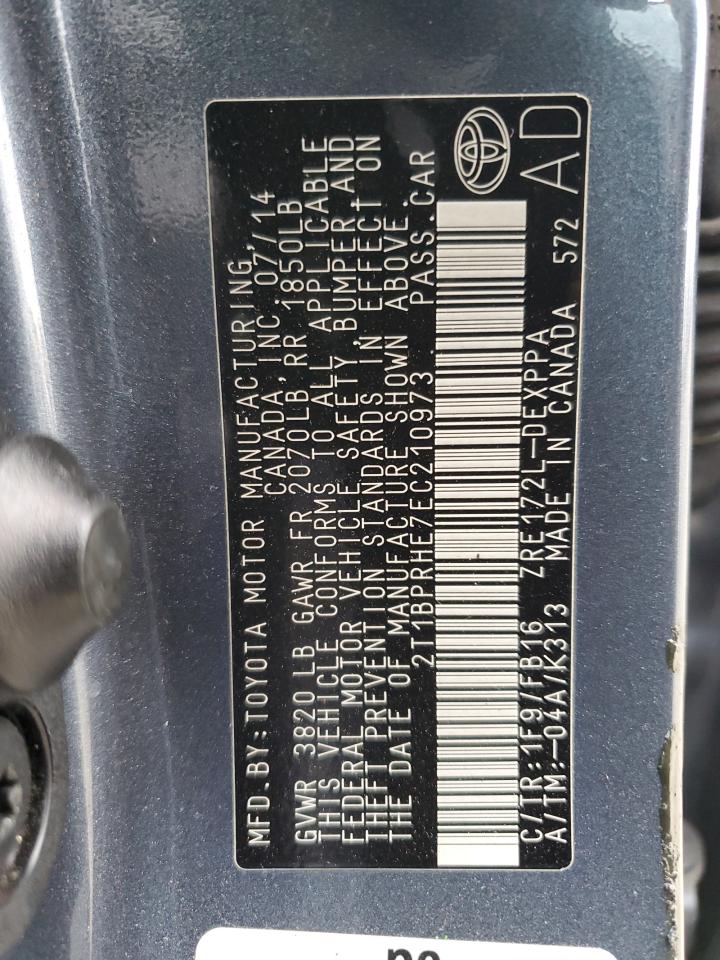 MFD.BY:TOYOTA MOTOR MANUFACTURING,
CANADA,INC 07/14
GVWR 3820 LB GAWR FR 2070LB,RR 1850LB
THIS VEHICLE CONFORMS TO ALL APPLICABLE
FEDERAL MOTOR VEHICLE SAFETY, BUMPER,AND
THEFT PREVENTION STANDARDS IN EFFECT ON
THE DATE OF MANUFACTURE SHOWN ABOVE.
2T1BPRHE7EC210973 PASS.CAR
C/TR:1F9/FB16 ZRE172L-DEXPPA
A/TM:-04A/K313 MADE IN CANADA 572
AD